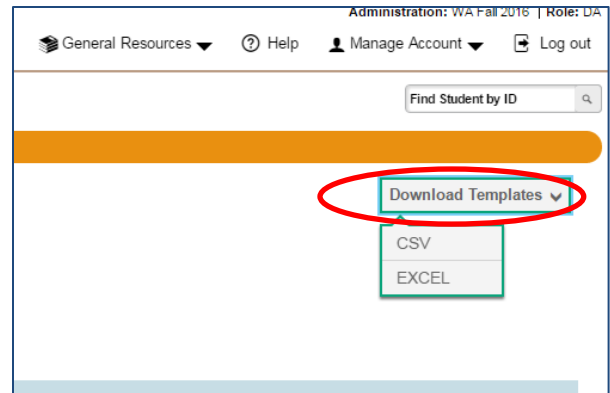 Administration: WA Fall 2016 | Role: DA
General Resources Help Manage Account Log out
Find Student by ID
Download Templates
CSV
EXCEL